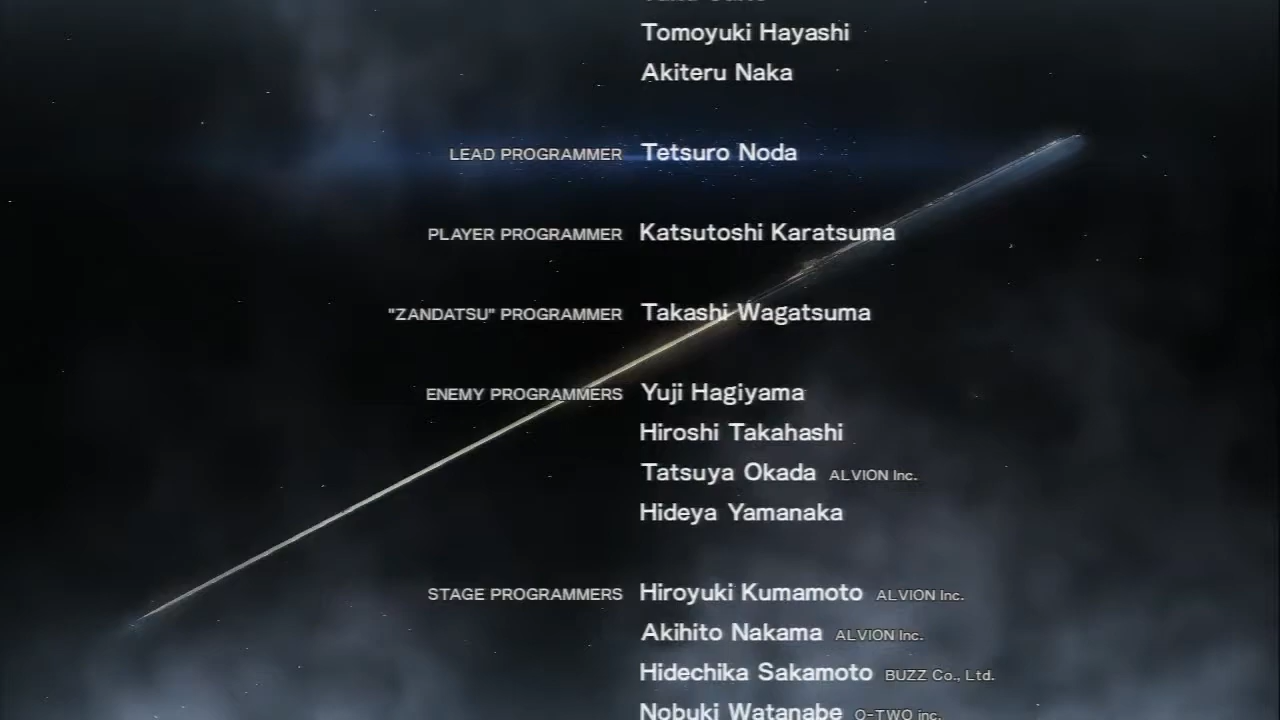 Tomoyuki Hayashi
Akiteru Naka
LEAD PROGRAMMER Tetsuro Noda
PLAYER PROGRAMMER Katsutoshi Karatsuma
"ZANDATSU" PROGRAMMER Takashi Wagatsuma
ENEMY PROGRAMMERS Yuji Hagiyama
Hiroshi Takahashi
Tatsuya Okada ALVION Inc.
Hideya Yamanaka
STAGE PROGRAMMERS Hiroyuki Kumamoto ALVION Inc.
Akihito Nakama ALVION Inc.
Hidechika Sakamoto BUZZ Co., Ltd.
Nobuki Watanabe O-TWO inc.